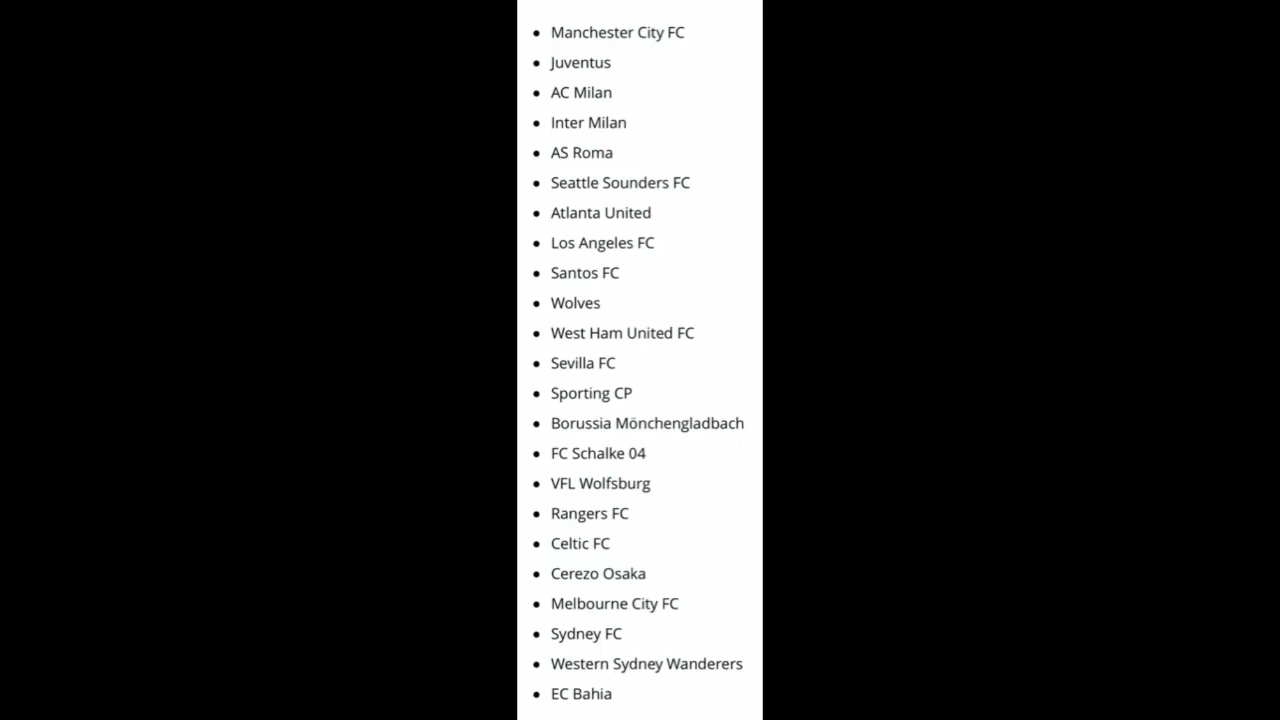 • Manchester City FC
• Juventus
• AC Milan
• Inter Milan
• AS Roma
• Seattle Sounders FC
• Atlanta United
• Los Angeles FC
• Santos FC
• Wolves
• West Ham United FC
• Sevilla FC
• Sporting CP
• Borussia Mönchengladbach
• FC Schalke 04
• VFL Wolfsburg
• Rangers FC
• Celtic FC
• Cerezo Osaka
• Melbourne City FC
• Sydney FC
• Western Sydney Wanderers
• EC Bahia